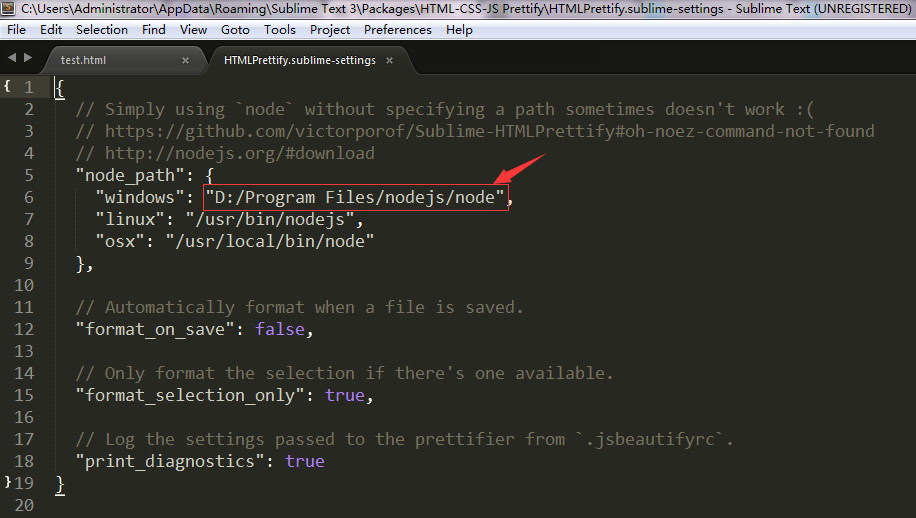 C:\Users\Administrator\AppData\Roaming\Sublime Text 3\Packages\HTML-CSS-JS Prettify\HTMLPrettify.sublime-settings - Sublime Text (UNREGISTERED)
File Edit Selection Find View Goto Tools Project Preferences Help
test.html × HTMLPrettify.sublime-settings ×
1 {
2 // Simply using `node` without specifying a path sometimes doesn't work :(
3 // https://github.com/victorporof/Sublime-HTMLPrettify#oh-noez-command-not-found
4 // http://nodejs.org/#download
5 "node_path": {
6 "windows": "D:/Program Files/nodejs/node",
7 "linux": "/usr/bin/nodejs",
8 "osx": "/usr/local/bin/node"
9 },
10
11 // Automatically format when a file is saved.
12 "format_on_save": false,
13
14 // Only format the selection if there's one available.
15 "format_selection_only": true,
16
17 // Log the settings passed to the prettifier from `.jsbeautifyrc`.
18 "print_diagnostics": true
19 }
20